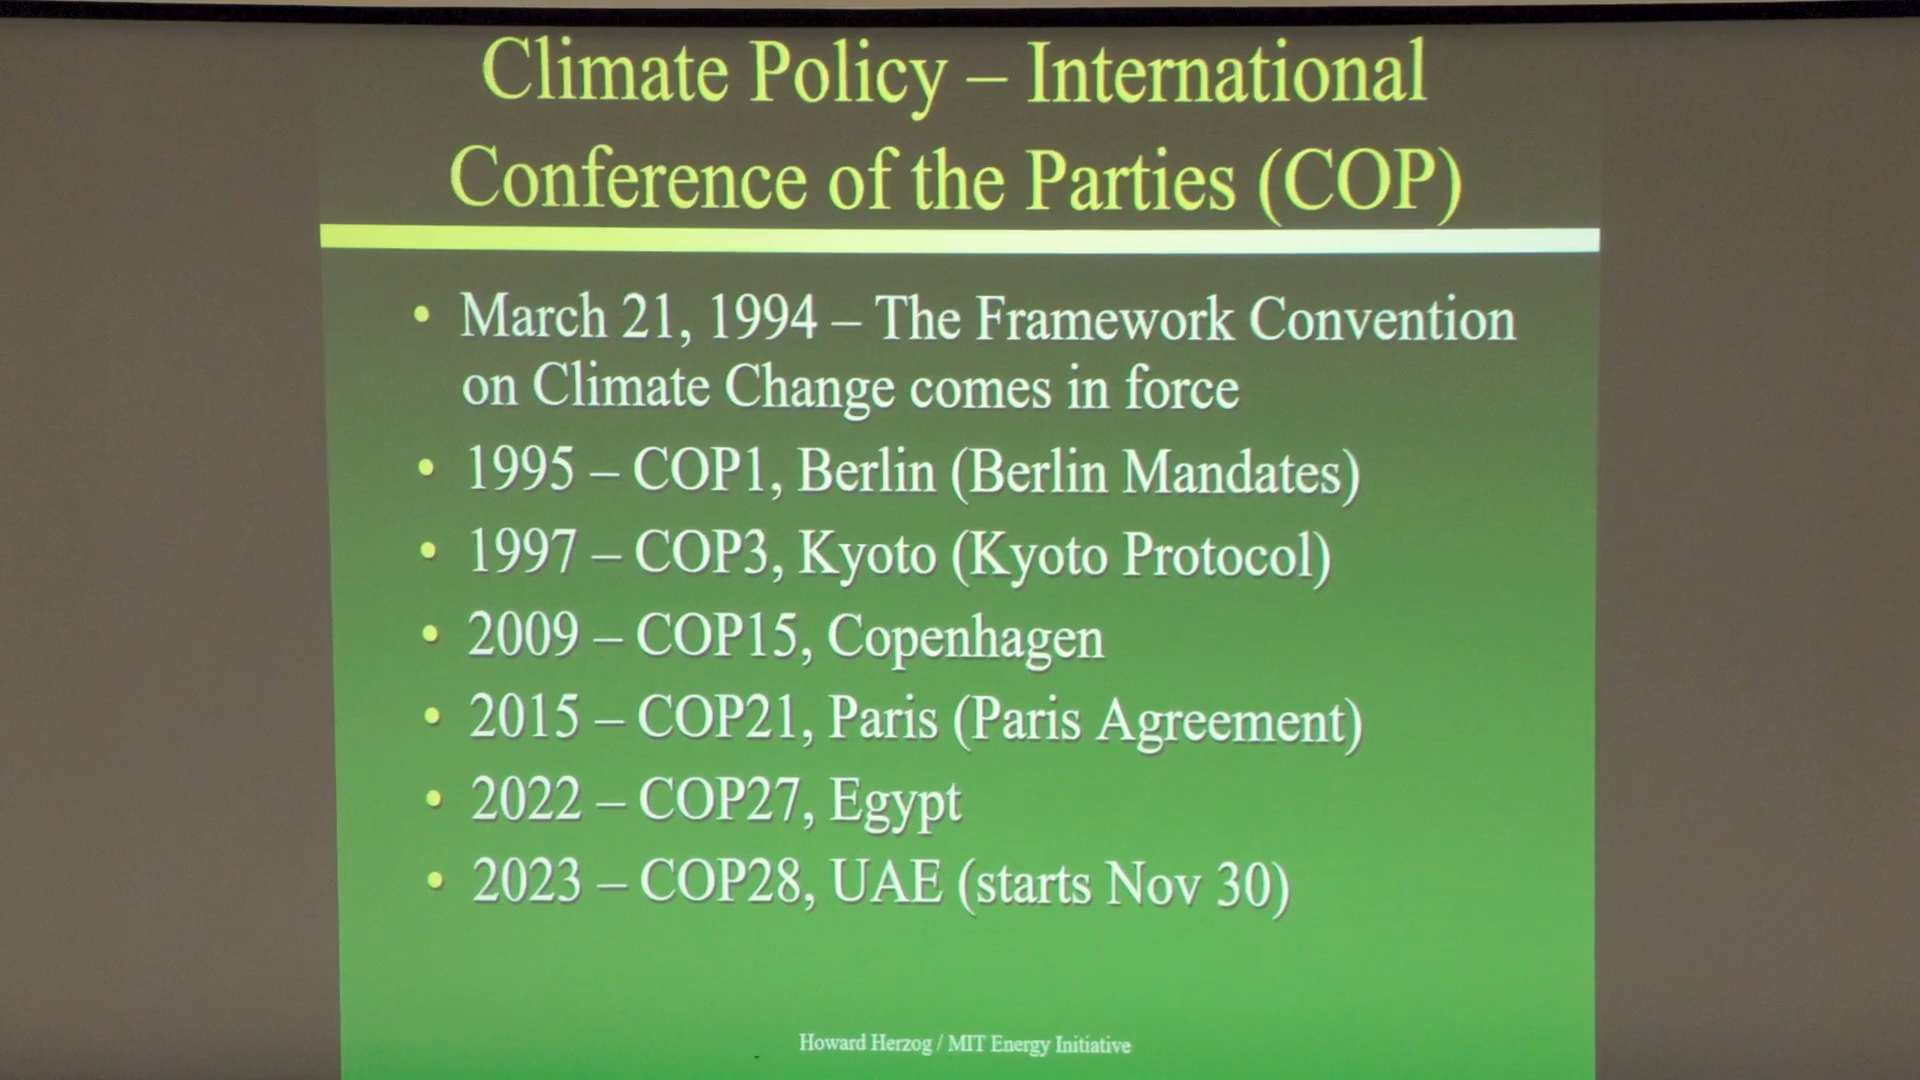 Climate Policy – International
Conference of the Parties (COP)
• March 21, 1994 – The Framework Convention
on Climate Change comes in force
• 1995 – COP1, Berlin (Berlin Mandates)
• 1997 – COP3, Kyoto (Kyoto Protocol)
• 2009 – COP15, Copenhagen
• 2015 – COP21, Paris (Paris Agreement)
• 2022 – COP27, Egypt
• 2023 – COP28, UAE (starts Nov 30)
Howard Herzog / MIT Energy Initiative